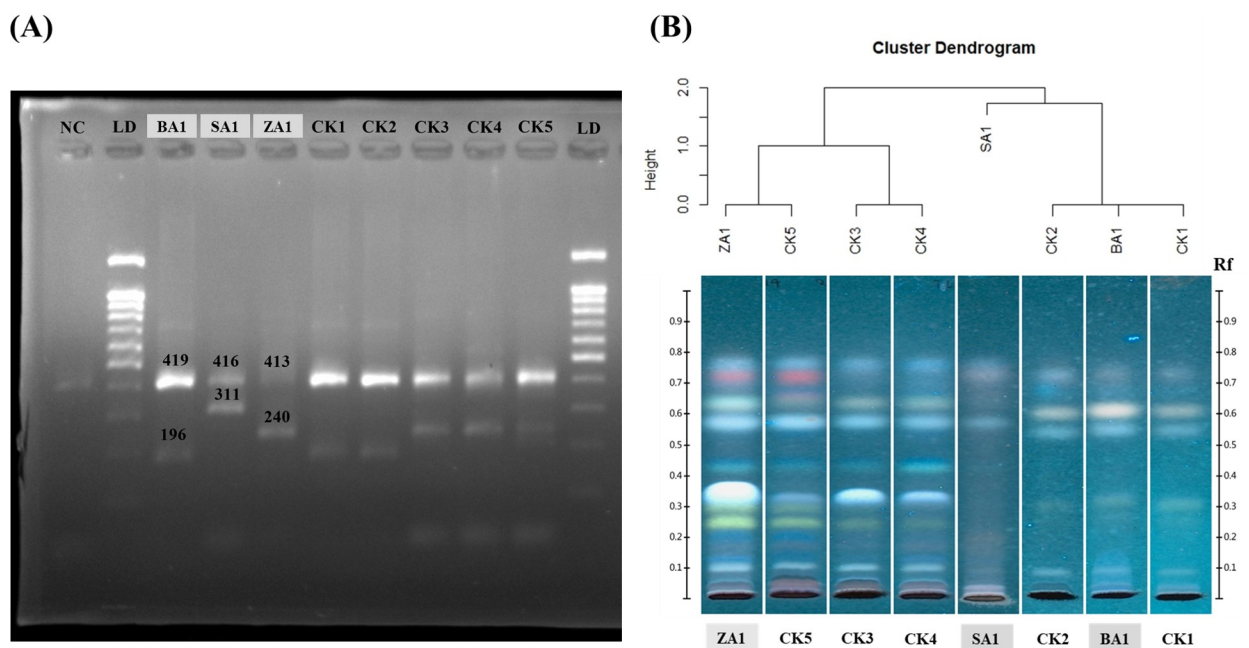 (A)
NC LD BA1 SA1 ZA1 CK1 CK2 CK3 CK4 CK5 LD
419 416 413
311
240
196
(B)
Cluster Dendrogram
Height
2.0
1.0
0.0
SA1
ZA1 CK5 CK3 CK4 CK2 BA1 CK1
Rf
0.9 0.9
0.8 0.8
0.7 0.7
0.6 0.6
0.5 0.5
0.4 0.4
0.3 0.3
0.2 0.2
0.1 0.1
ZA1 CK5 CK3 CK4 SA1 CK2 BA1 CK1